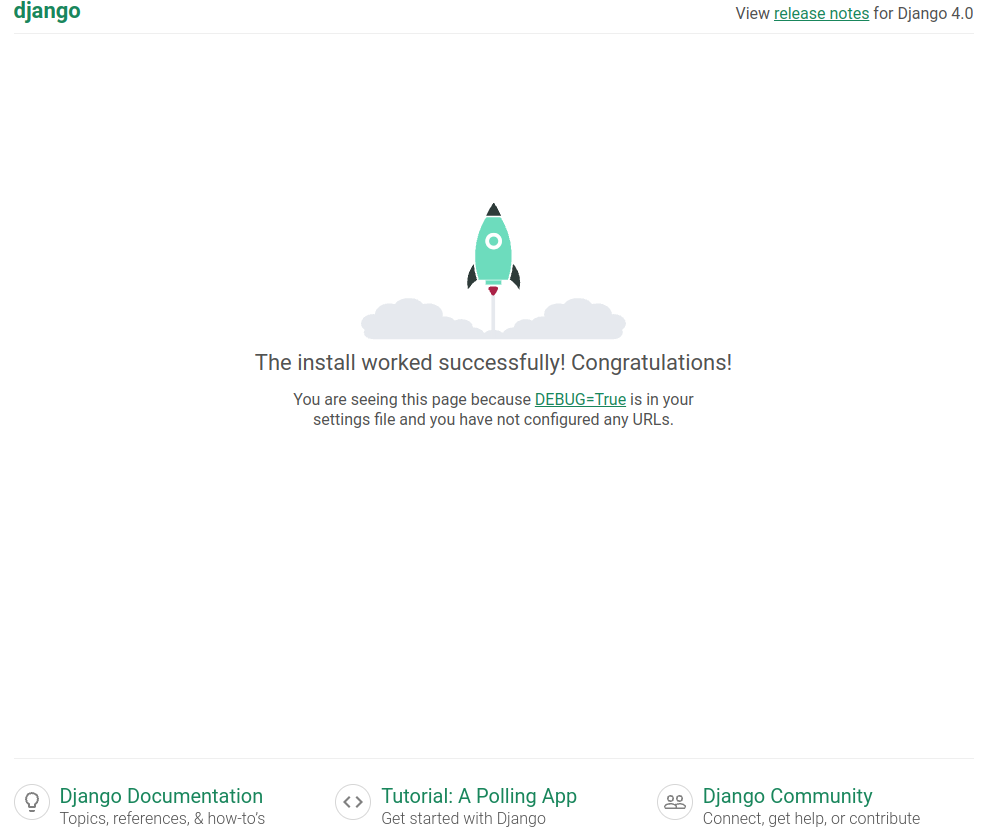 django
View release notes for Django 4.0
The install worked successfully! Congratulations!
You are seeing this page because DEBUG=True is in your
settings file and you have not configured any URLs.
Django Documentation
Topics, references, & how-to's
Tutorial: A Polling App
Get started with Django
Django Community
Connect, get help, or contribute